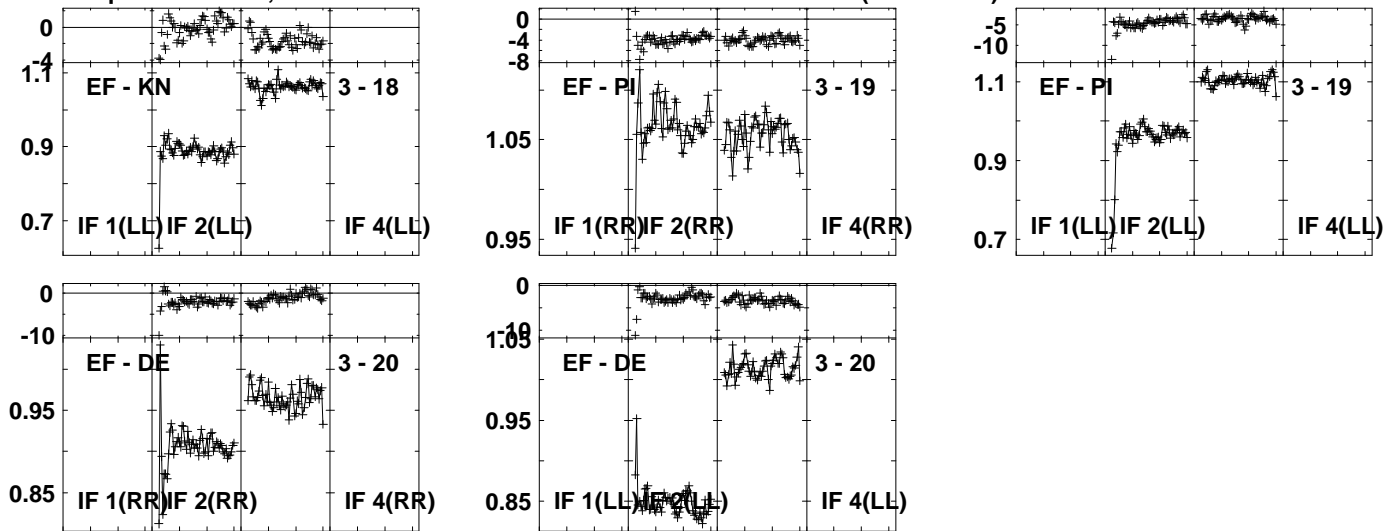 0
-4
1.1
EF - KN
3 - 18
0.9
0.7
IF 1(LL)
IF 2(LL)
IF 4(LL)
0
-4
-8
EF - PI
3 - 19
1.05
0.95
IF 1(RR)
IF 2(RR)
IF 4(RR)
-5
-10
1.1
EF - PI
3 - 19
0.9
0.7
IF 1(LL)
IF 2(LL)
IF 4(LL)
0
-10
EF - DE
3 - 20
0.95
0.85
IF 1(RR)
IF 2(RR)
IF 4(RR)
0
-10
1.05
EF - DE
3 - 20
0.95
0.85
IF 1(LL)
IF 2(LL)
IF 4(LL)